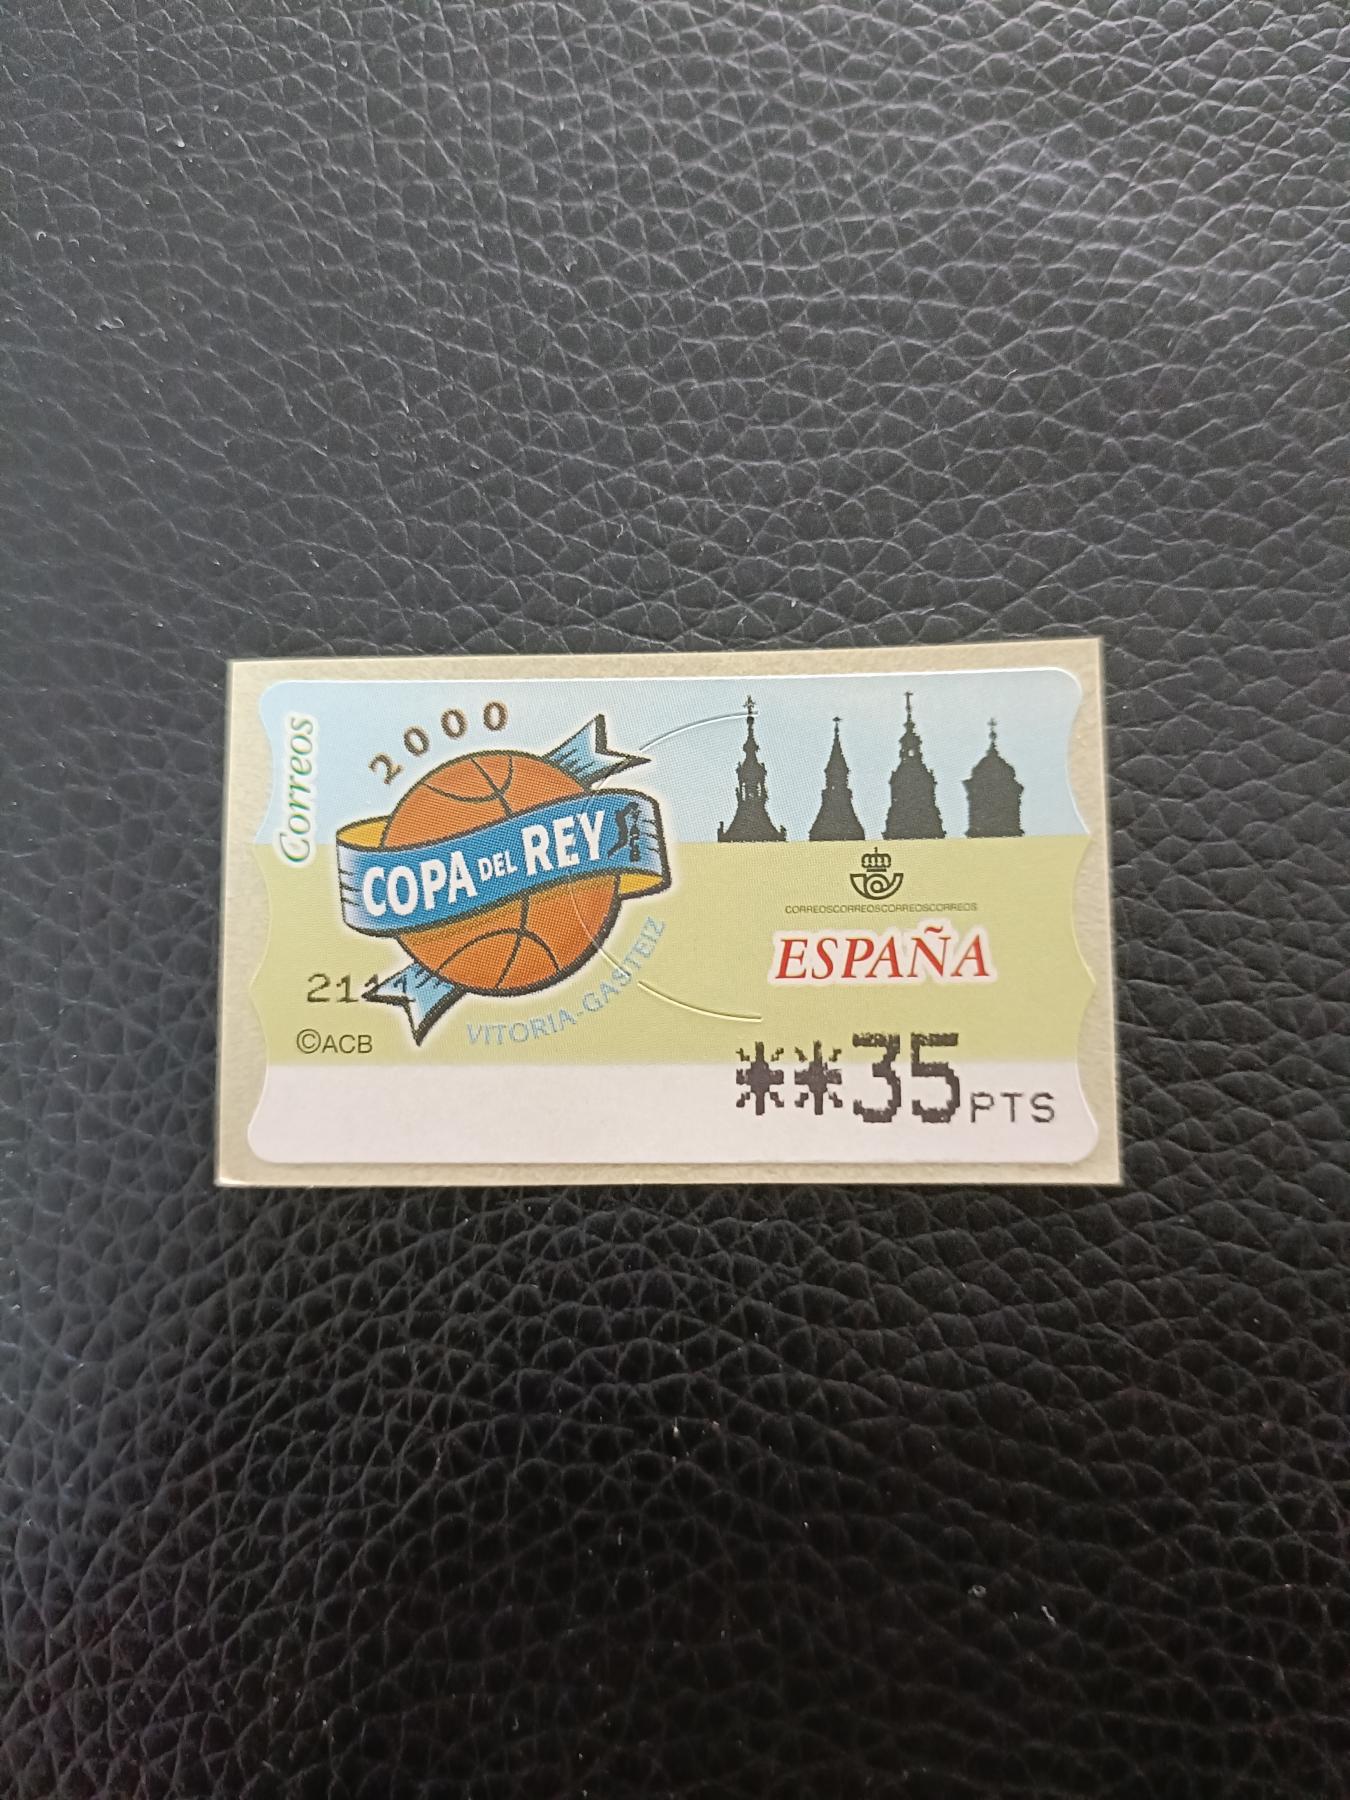 Correos
2000
COPA DEL REY
VITORIA-GASTEIZ
©ACB
CORREOSCORREOSCORREOSCORREOS
ESPAÑA
**35PTS